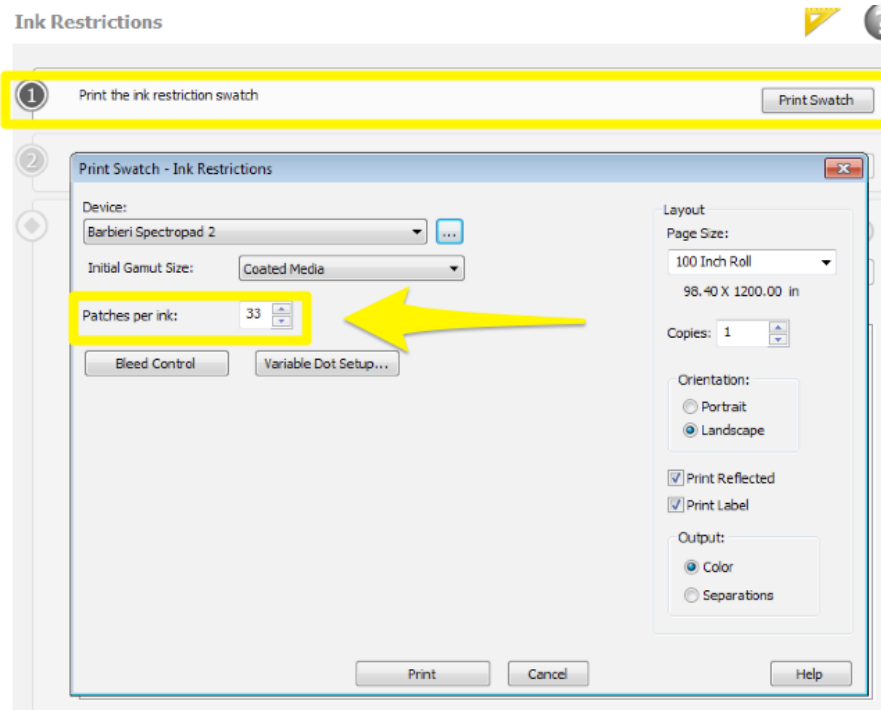 Ink Restrictions
?
1
Print the ink restriction swatch
Print Swatch
2
Print Swatch - Ink Restrictions
Device:
Barbieri Spectropad 2
...
Initial Gamut Size:
Coated Media
Patches per ink:
33
Bleed Control
Variable Dot Setup...
Layout
Page Size:
100 Inch Roll
98.40 X 1200.00 in
Copies: 1
Orientation:
Portrait
Landscape
Print Reflected
Print Label
Output:
Color
Separations
Print
Cancel
Help